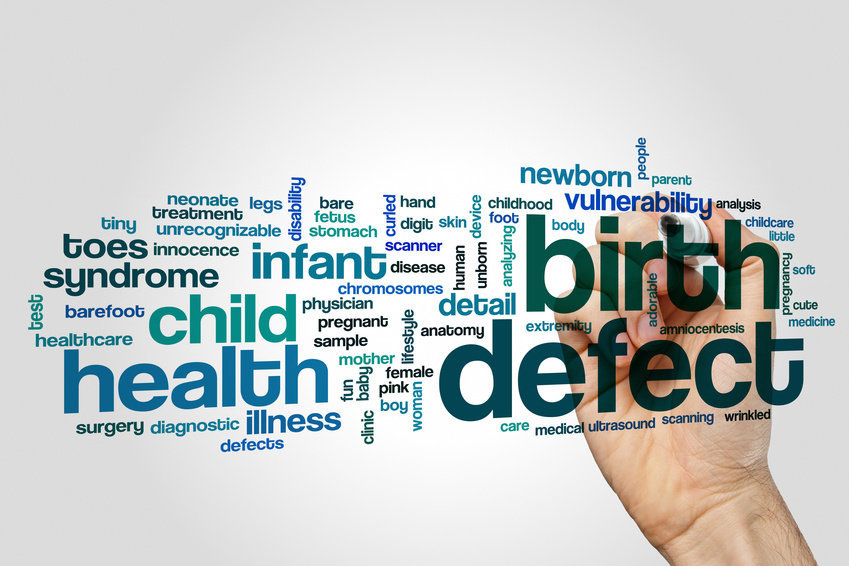 people
newborn
parent
neonate
legs
disability
bare
curled
hand
device
childhood
vulnerability
analysis
treatment
fetus
foot
tiny
unrecognizable
stomach
digit
skin
body
childcare
toes
innocence
scanner
analyzing
birth
little
syndrome
infant
disease
human
unborn
pregnancy
soft
chromosomes
adorable
test
barefoot
child
physician
detail
cute
healthcare
pregnant
lifestyle
anatomy
extremity
amniocentesis
medicine
sample
health
mother
defect
fun
baby
female
pink
woman
boy
surgery
diagnostic
illness
clinic
care
medical
ultrasound
scanning
wrinkled
defects